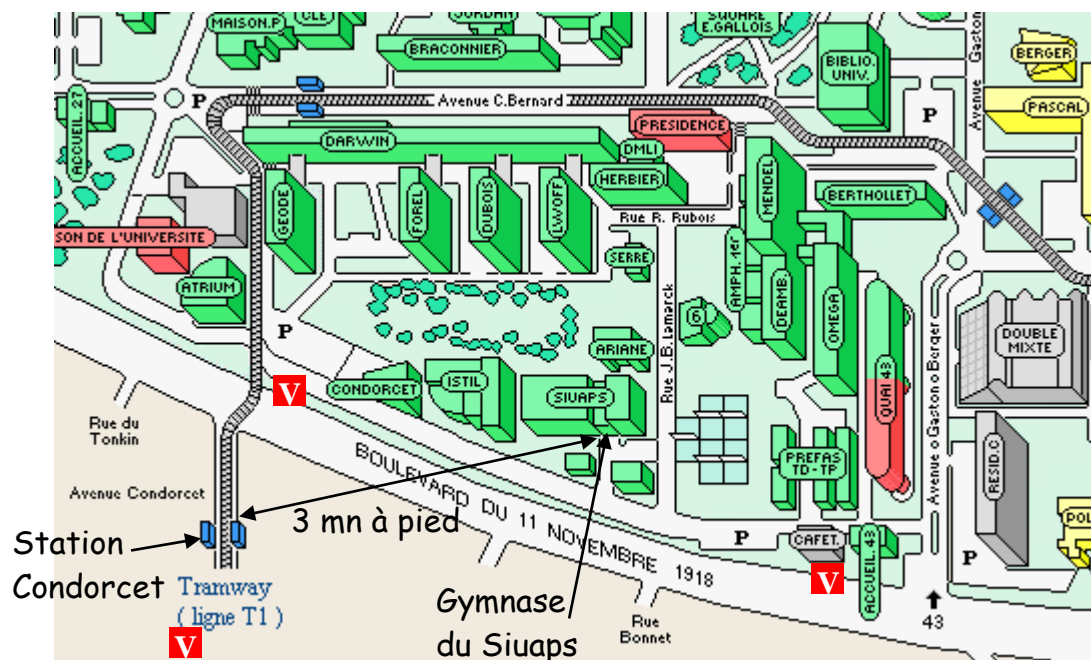 MAISON.P
CLE
JORDAN
BRACONNIER
SQUARE
E.GALLOIS
BIBLIO.
UNIV.
Avenue Gaston
BERGER
PASCAL
ACCUEIL.27
P
Avenue C.Bernard
P
DARWIN
PRESIDENCE
DMLI
HERBIER
MENDEL
BERTHOLLET
GEODE
FOREL
DUBOIS
LWOFF
Rue R. Rubois
SON DE L'UNIVERSITE
ATRIUM
SERRE
AMPH. 1er
DEAMB.
OMEGA
P
6
Rue J.B.Lamarck
ARIANE
QUAI 43
Avenue o Gaston o Berger
DOUBLE
MIXTE
V
CONDORCET
ISTIL
SIUAPS
Rue du
Tonkin
PREFAS
TD-TP
RESID.C
BOULEVARD DU 11 NOVEMBRE 1918
Avenue Condorcet
3 mn à pied
POL
Station
Condorcet
P
CAFET.
P
Tramway
( ligne T1 )
V
ACCUEIL.43
V
Gymnase
du Siuaps
Rue
Bonnet
43